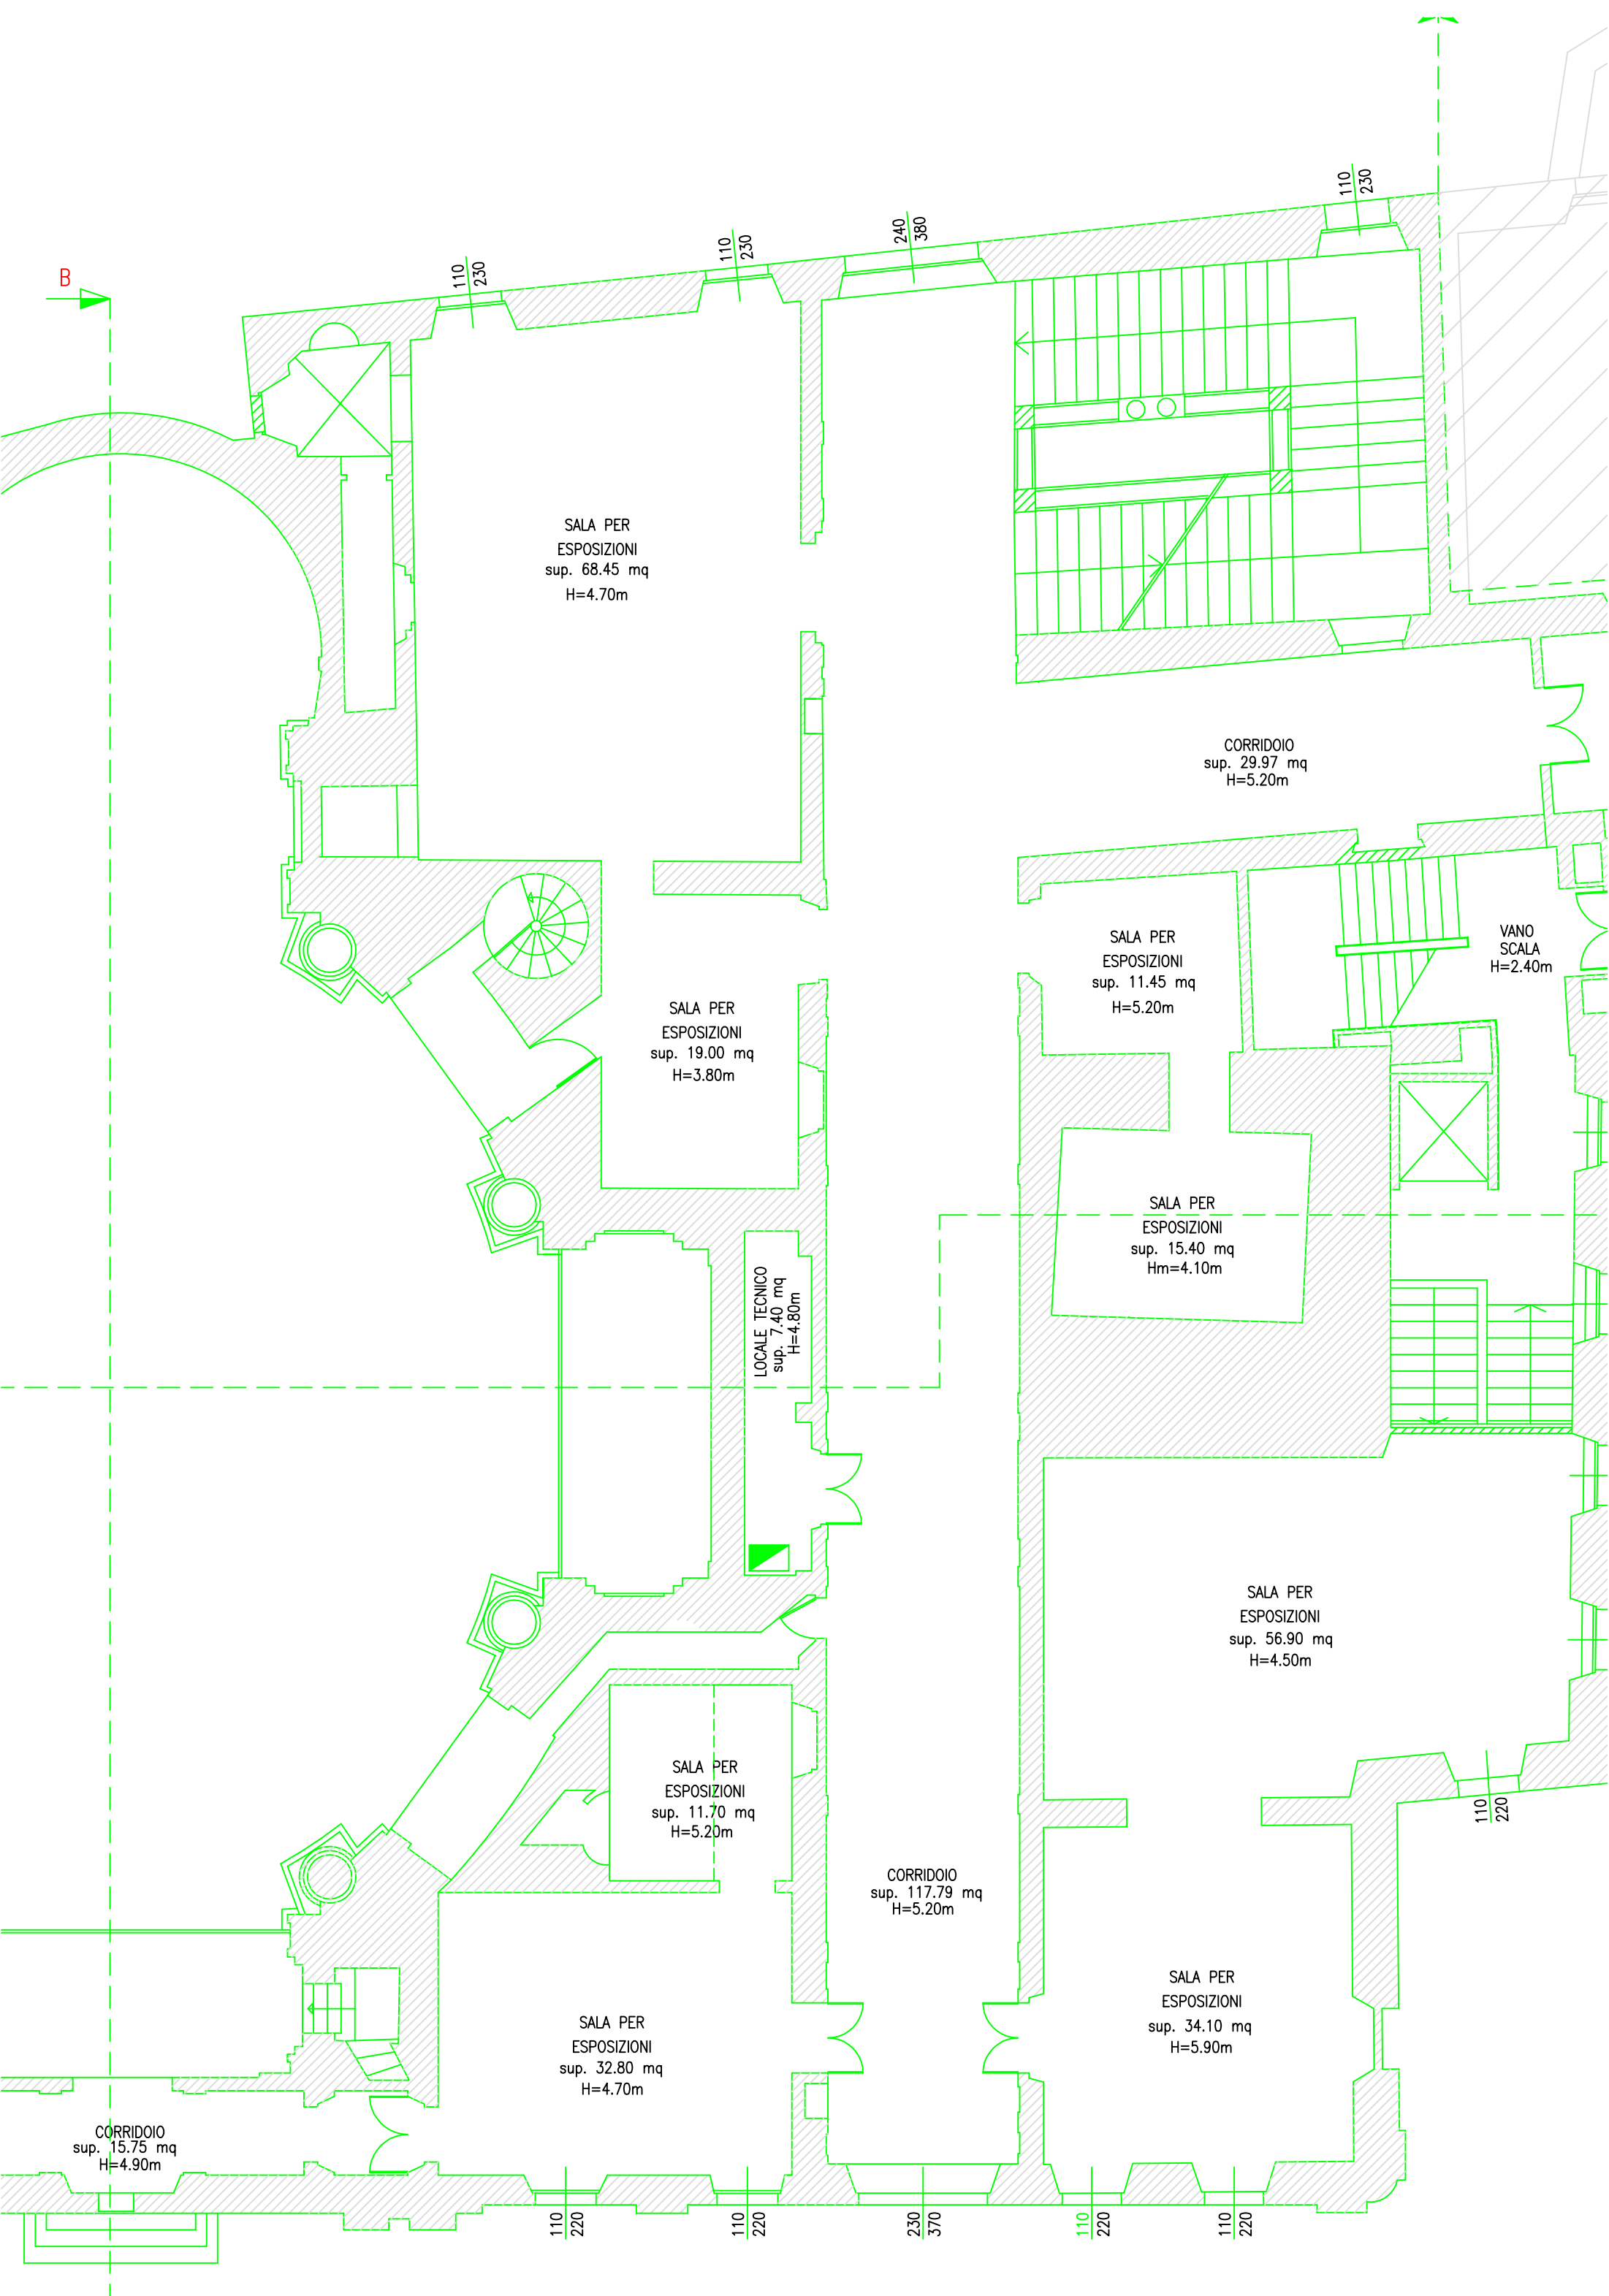 110
230
240
380
110
230
110
230
B
SALA PER
ESPOSIZIONI
sup. 68.45 mq
H=4.70m
CORRIDOIO
sup. 29.97 mq
H=5.20m
SALA PER
ESPOSIZIONI
sup. 11.45 mq
H=5.20m
VANO
SCALA
H=2.40m
SALA PER
ESPOSIZIONI
sup. 19.00 mq
H=3.80m
SALA PER
ESPOSIZIONI
sup. 15.40 mq
Hm=4.10m
LOCALE TECNICO
sup. 7.40 mq
H=4.80m
SALA PER
ESPOSIZIONI
sup. 56.90 mq
H=4.50m
SALA PER
ESPOSIZIONI
sup. 11.70 mq
H=5.20m
110
220
CORRIDOIO
sup. 117.79 mq
H=5.20m
SALA PER
ESPOSIZIONI
sup. 34.10 mq
H=5.90m
SALA PER
ESPOSIZIONI
sup. 32.80 mq
H=4.70m
CORRIDOIO
sup. 15.75 mq
H=4.90m
110
220
110
220
230
370
110
220
110
220